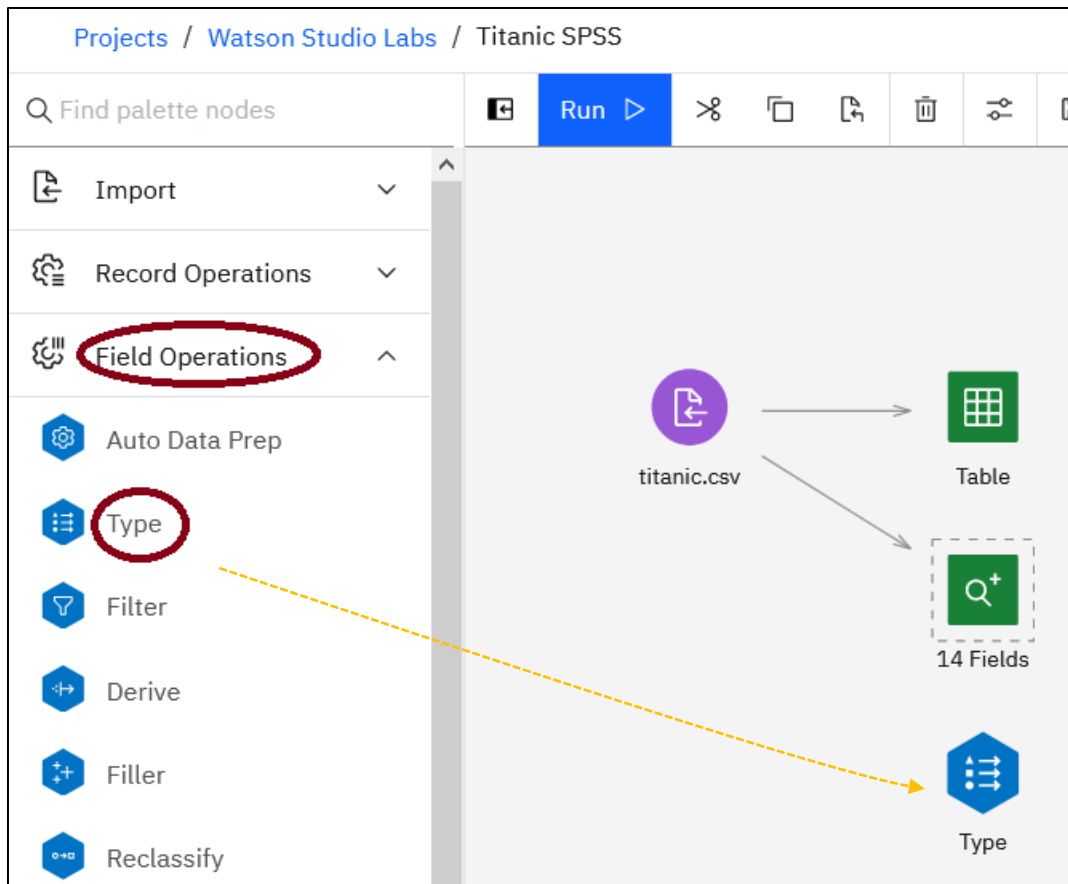 Projects / Watson Studio Labs / Titanic SPSS
Find palette nodes
Run
Import
Record Operations
Field Operations
Auto Data Prep
Type
Filter
Derive
Filler
Reclassify
titanic.csv
Table
14 Fields
Type